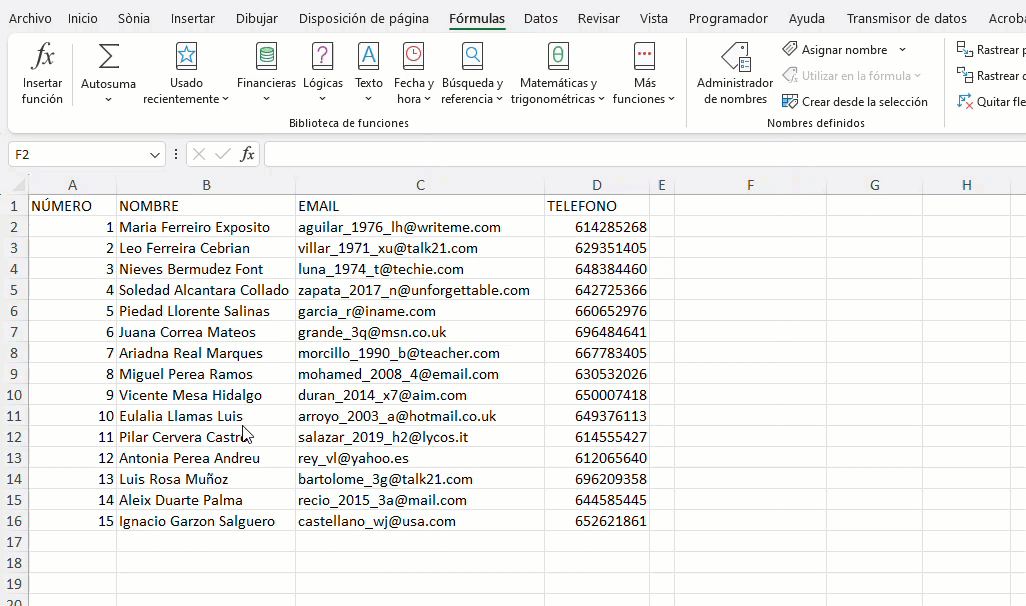 Archivo Inicio Sònia Insertar Dibujar Disposición de página Fórmulas Datos Revisar Vista Programador Ayuda Transmisor de datos Acroba
fx Insertar función
Autosuma
Usado recientemente
Financieras
Lógicas
Texto
Fecha y hora
Búsqueda y referencia
Matemáticas y trigonométricas
Más funciones
Biblioteca de funciones
Administrador de nombres
Asignar nombre
Utilizar en la fórmula
Crear desde la selección
Nombres definidos
Rastrear p
Rastrear d
Quitar fle
F2 fx
A B C D E F G H
1 NÚMERO NOMBRE EMAIL TELEFONO
2 1 Maria Ferreiro Exposito aguilar_1976_lh@writeme.com 614285268
3 2 Leo Ferreira Cebrian villar_1971_xu@talk21.com 629351405
4 3 Nieves Bermudez Font luna_1974_t@techie.com 648384460
5 4 Soledad Alcantara Collado zapata_2017_n@unforgettable.com 642725366
6 5 Piedad Llorente Salinas garcia_r@iname.com 660652976
7 6 Juana Correa Mateos grande_3q@msn.co.uk 696484641
8 7 Ariadna Real Marques morcillo_1990_b@teacher.com 667783405
9 8 Miguel Perea Ramos mohamed_2008_4@email.com 630532026
10 9 Vicente Mesa Hidalgo duran_2014_x7@aim.com 650007418
11 10 Eulalia Llamas Luis arroyo_2003_a@hotmail.co.uk 649376113
12 11 Pilar Cervera Castro salazar_2019_h2@lycos.it 614555427
13 12 Antonia Perea Andreu rey_vl@yahoo.es 612065640
14 13 Luis Rosa Muñoz bartolome_3g@talk21.com 696209358
15 14 Aleix Duarte Palma recio_2015_3a@mail.com 644585445
16 15 Ignacio Garzon Salguero castellano_wj@usa.com 652621861
17
18
19
20